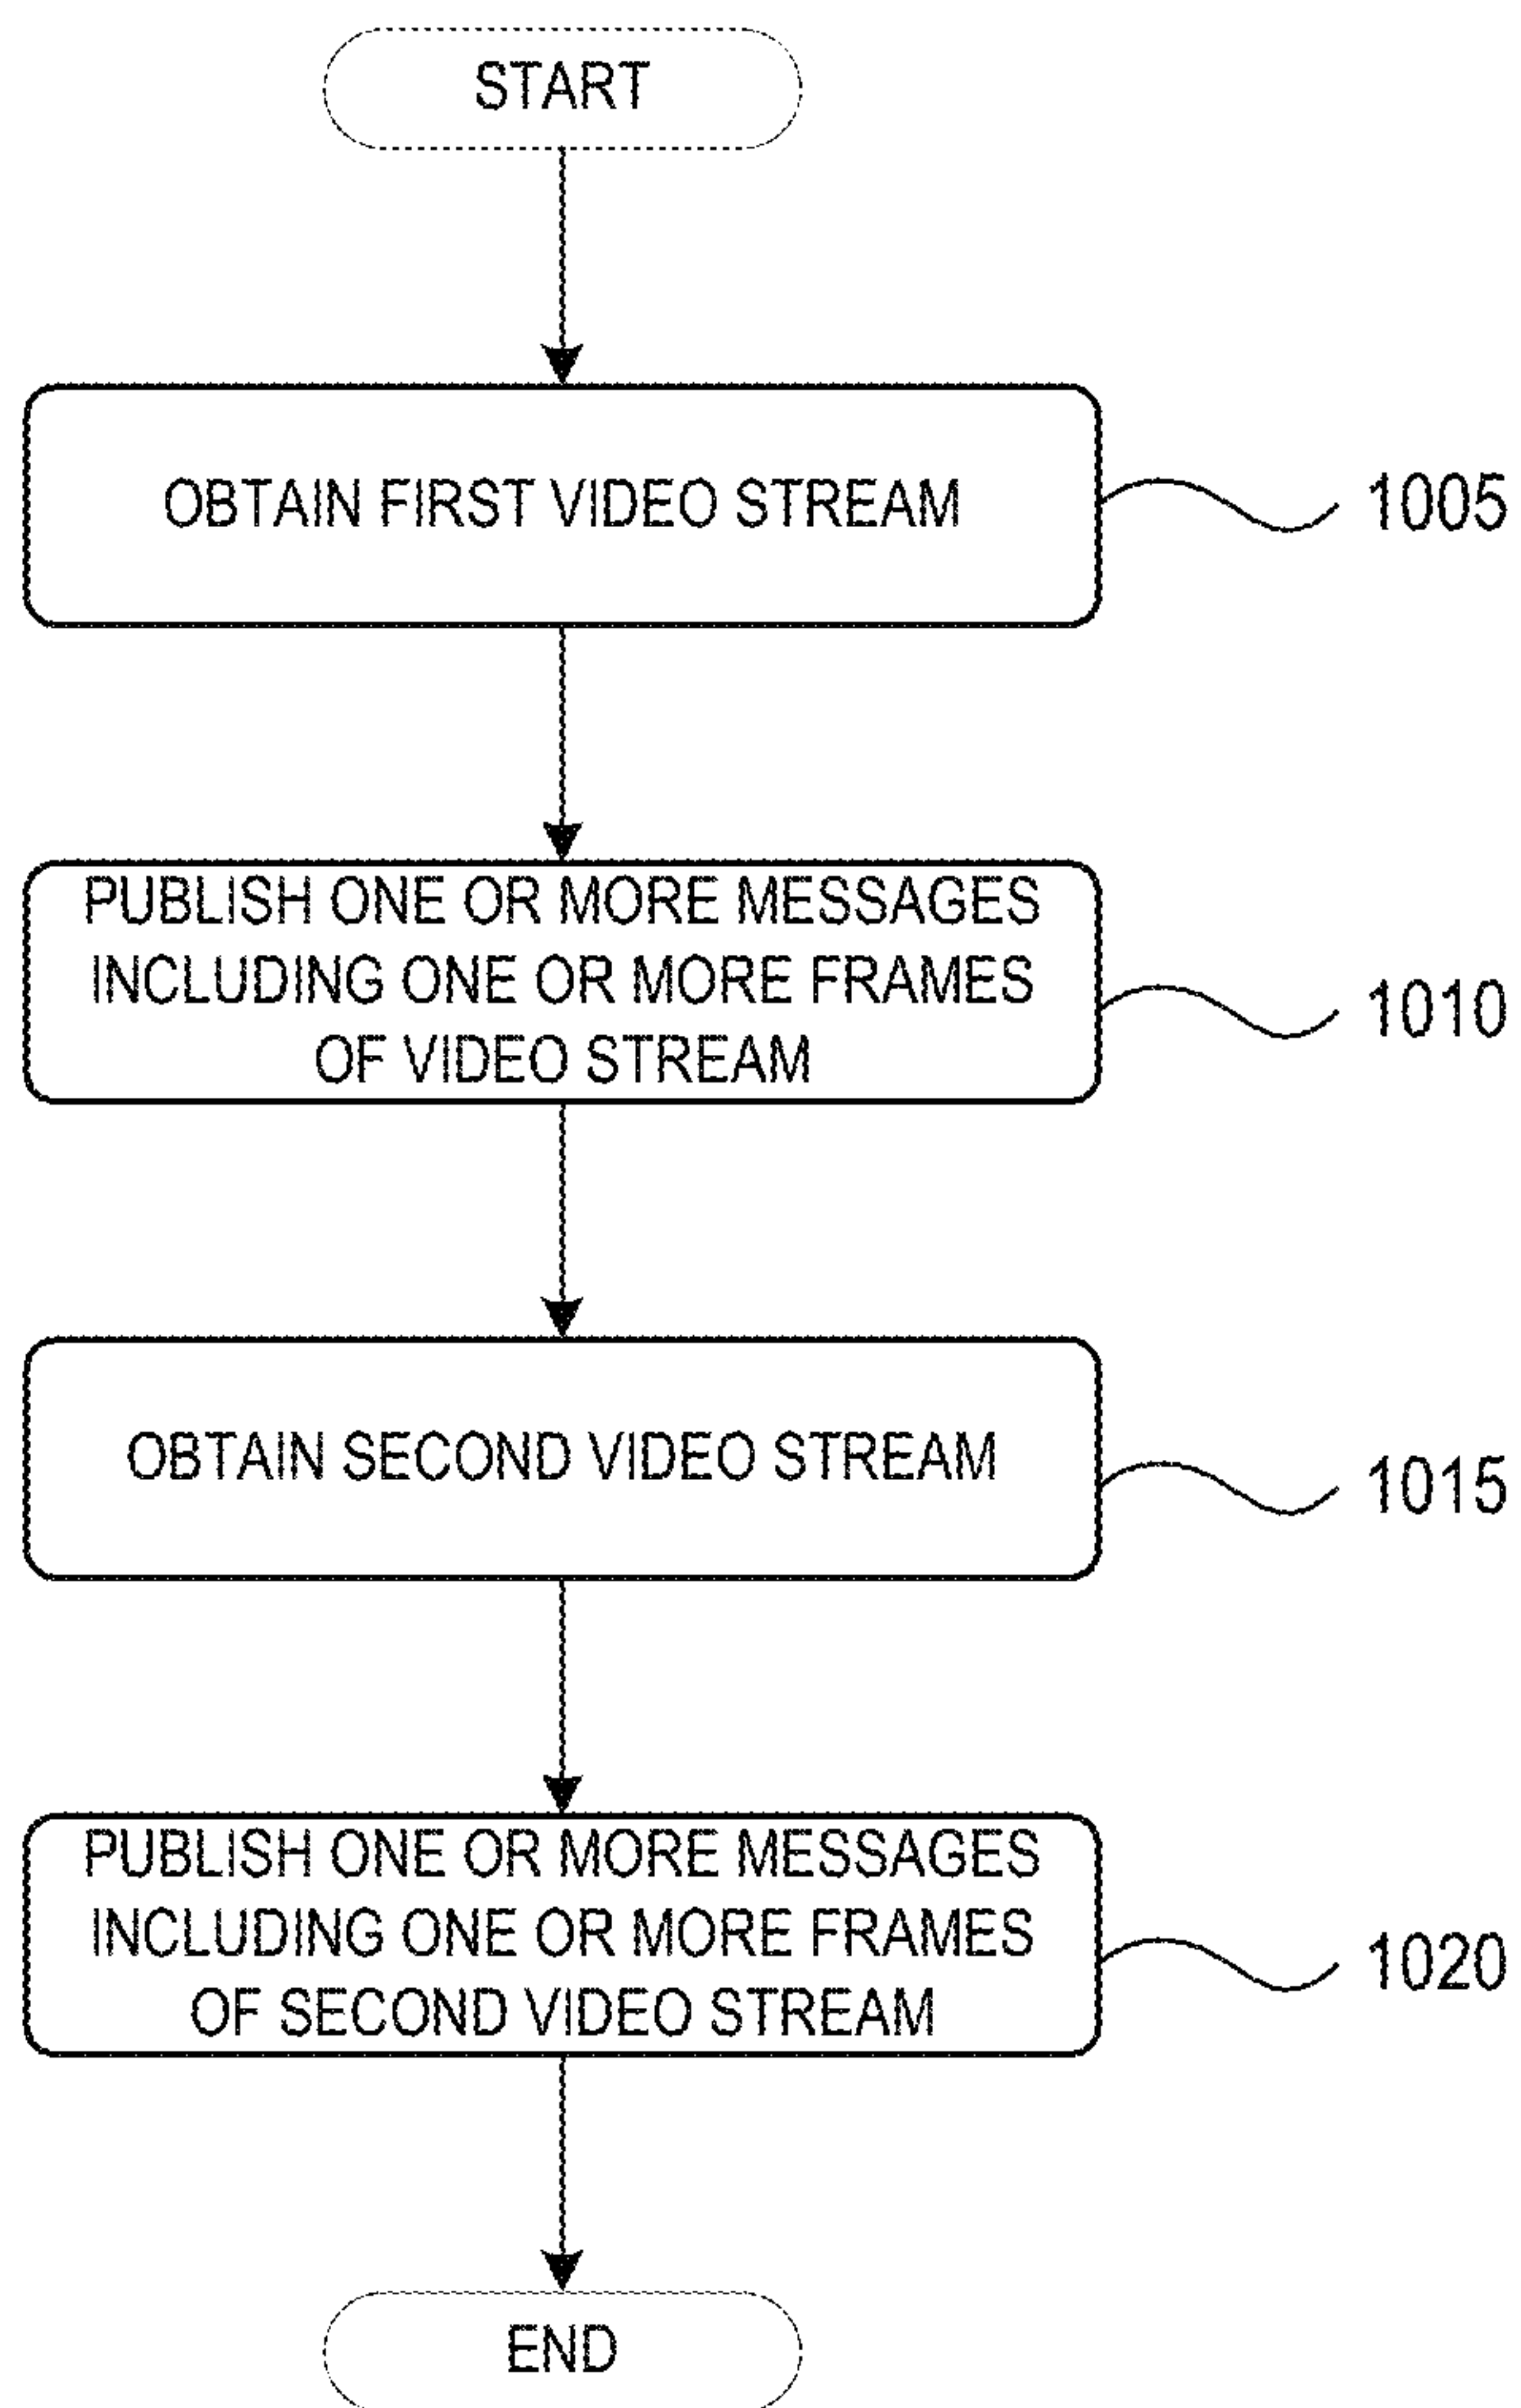 START
OBTAIN FIRST VIDEO STREAM
1005
PUBLISH ONE OR MORE MESSAGES
INCLUDING ONE OR MORE FRAMES
OF VIDEO STREAM
1010
OBTAIN SECOND VIDEO STREAM
1015
PUBLISH ONE OR MORE MESSAGES
INCLUDING ONE OR MORE FRAMES
OF SECOND VIDEO STREAM
1020
END